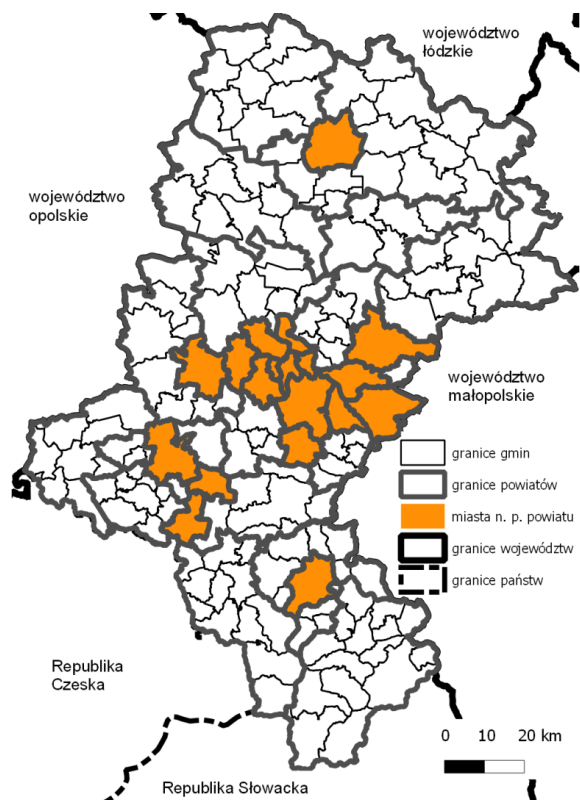 województwo
łódzkie
województwo
opolskie
województwo
małopolskie
granice gmin
granice powiatów
miasta n. p. powiatu
granice województw
granice państw
Republika
Czeska
0 10 20 km
Republika Słowacka